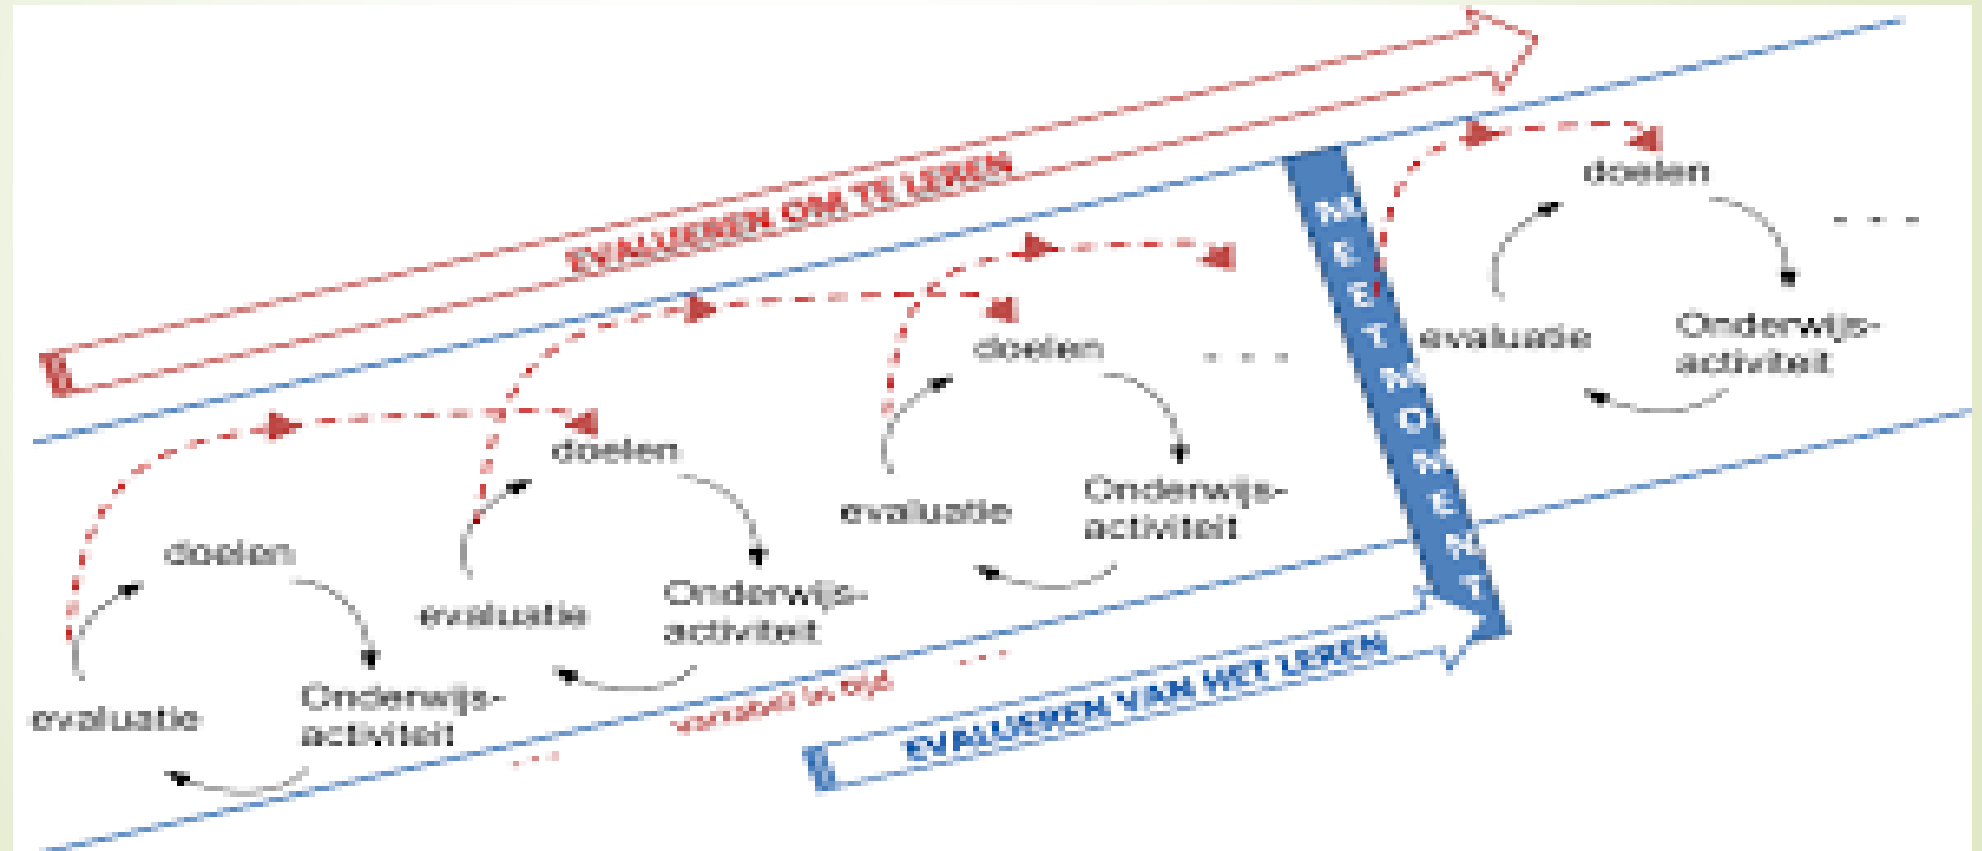 EVALUEREN OM TE LEREN
doelen
evaluatie
Onderwijs-
activiteit
doelen
evaluatie
Onderwijs-
activiteit
doelen
evaluatie
Onderwijs-
activiteit
...
MEETMOMENT
doelen
evaluatie
Onderwijs-
activiteit
...
...
variabel in tijd
...
EVALUEREN VAN HET LEREN